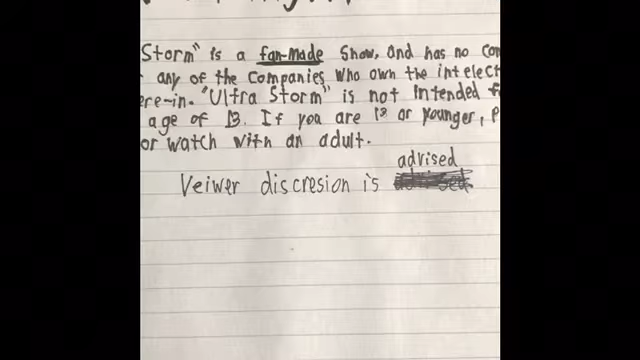 Storm" is a fan-made Show, and has no con
any of the Companies who own the intelect
ere-in. "Ultra Storm" is not intended f
age of 13. If you are 13 or younger, p
or watch with an adult.
advised
Veiwer discresion is